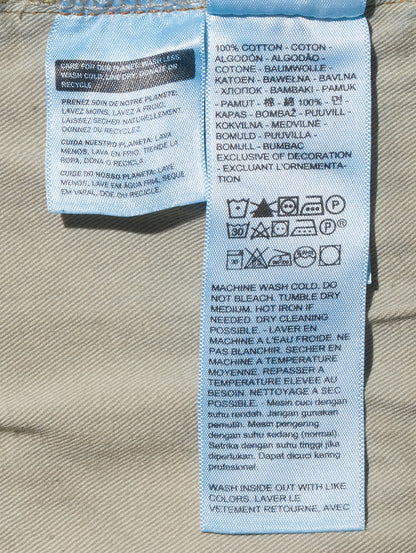 CARE FOR OUR PLANET: WASH LESS,
WASH COLD, LINE DRY, DONATE OR
RECYCLE
PRENEZ SOIN DE NOTRE PLANETE:
LAVEZ MOINS, LAVEZ A FROID,
LAISSEZ SECHER NATURELLEMENT,
DONNEZ OU RECYCLEZ
CUIDA NUESTRO PLANETA: LAVA
MENOS, LAVA EN FRIO, TIENDE LA
ROPA, DONA O RECICLA.
CUIDE DO NOSSO PLANETA: LAVE
MENOS, LAVE EM ÁGUA FRIA, SEQUE
EM VARAL, DOE OU RECICLE.
100% COTTON - COTON -
ALGODÓN - ALGODÃO -
COTONE - BAUMWOLLE -
KATOEN - BAWEŁNA - BAVLNA
- ХЛОПОК - BAMBAKI - PAMUK
- PAMUT - 棉 - 綿 100% - 면 -
KAPAS - BOMBAŽ - PUUVILL -
KOKVILNA - MEDVILNĖ -
BOMULD - PUUVILLA -
BOMULL - BUMBAC
EXCLUSIVE OF DECORATION
- EXCLUANT L'ORNEMENTA-
TION
P
30 P®
30
MACHINE WASH COLD. DO
NOT BLEACH. TUMBLE DRY
MEDIUM. HOT IRON IF
NEEDED. DRY CLEANING
POSSIBLE. - LAVER EN
MACHINE A L'EAU FROIDE. NE
PAS BLANCHIR. SECHER EN
MACHINE A TEMPERATURE
MOYENNE. REPASSER A
TEMPERATURE ELEVEE AU
BESOIN. NETTOYAGE A SEC
POSSIBLE. - Mesin cuci dengan
suhu rendah. Jangan gunakan
pemutih. Mesin pengering
dengan suhu sedang (normal).
Setrika dengan suhu tinggi jika
diperlukan. Dapat dicuci kering
profesional.
WASH INSIDE OUT WITH LIKE
COLORS. LAVER LE
VETEMENT RETOURNE, AVEC